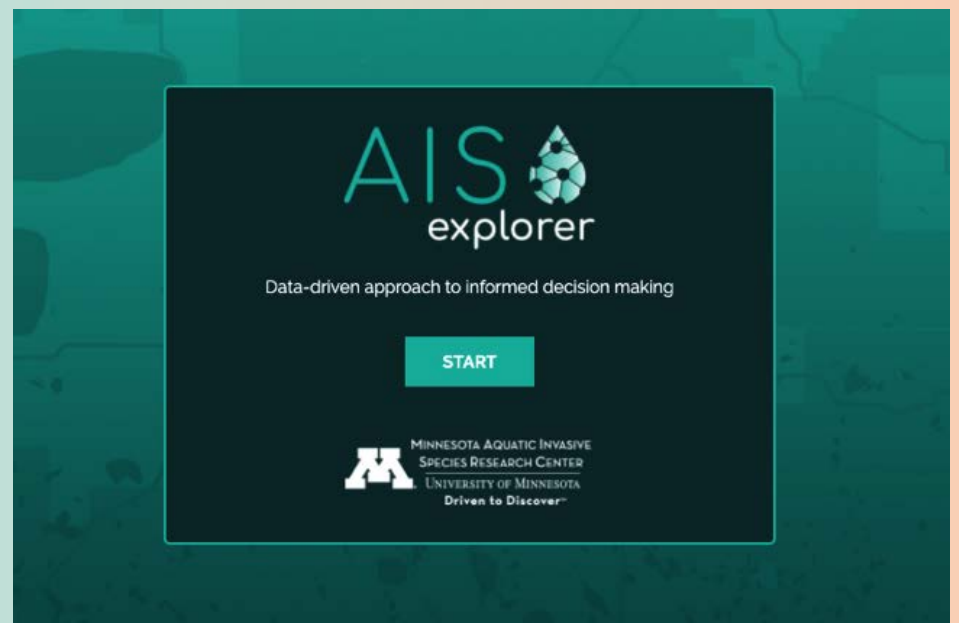 AIS
explorer
Data-driven approach to informed decision making
START
M
MINNESOTA AQUATIC INVASIVE
SPECIES RESEARCH CENTER
UNIVERSITY OF MINNESOTA
Driven to Discover℠